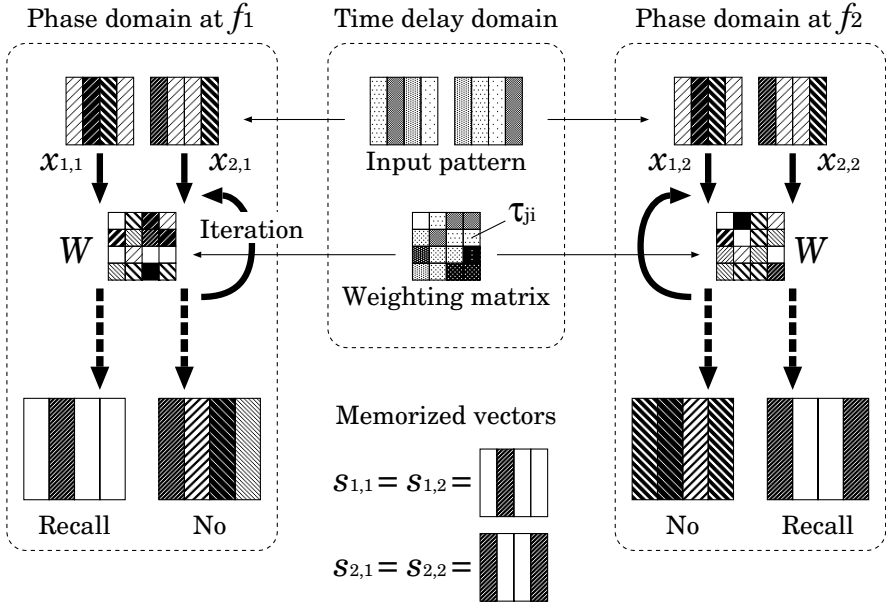 Phase domain at f1
Time delay domain
Phase domain at f2
Input pattern
x1,1
x2,1
x1,2
x2,2
Iteration
τji
W
W
Weighting matrix
Memorized vectors
s1,1 = s1,2 =
Recall
No
No
Recall
s2,1 = s2,2 =